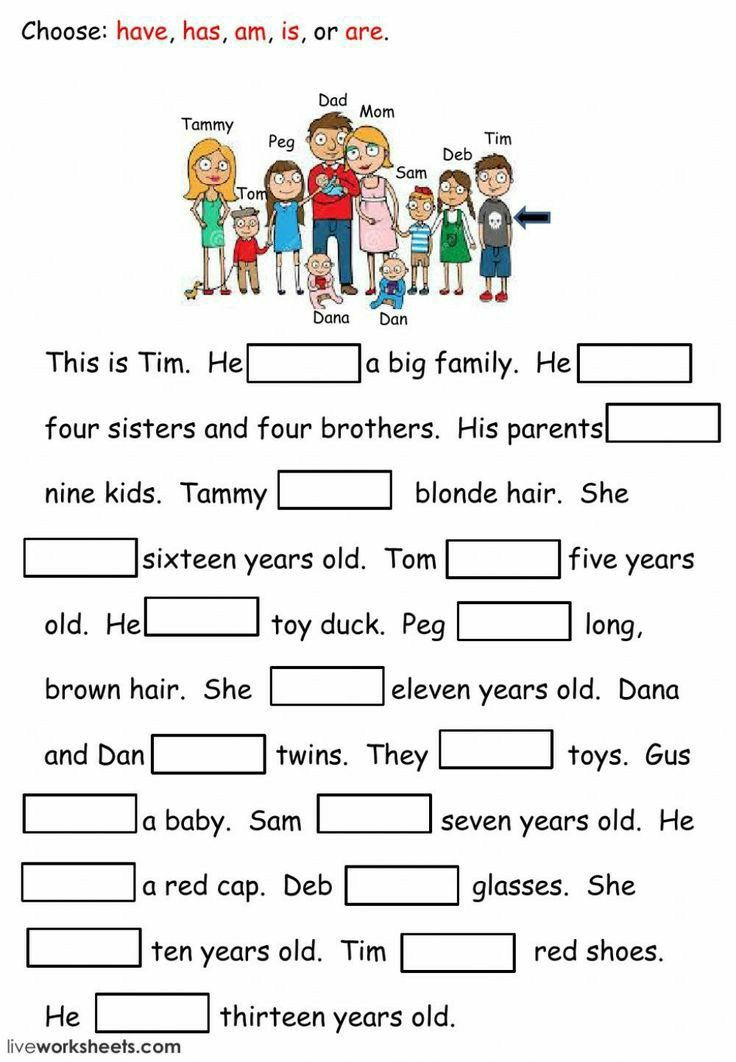 Choose: have, has, am, is, or are.
Tammy
Peg
Dad
Mom
Tom
Sam
Deb
Tim
Dana
Dan
This is Tim. He a big family. He
four sisters and four brothers. His parents
nine kids. Tammy blonde hair. She
sixteen years old. Tom five years
old. He toy duck. Peg long,
brown hair. She eleven years old. Dana
and Dan twins. They toys. Gus
a baby. Sam seven years old. He
a red cap. Deb glasses. She
ten years old. Tim red shoes.
He thirteen years old.
liveworksheets.com